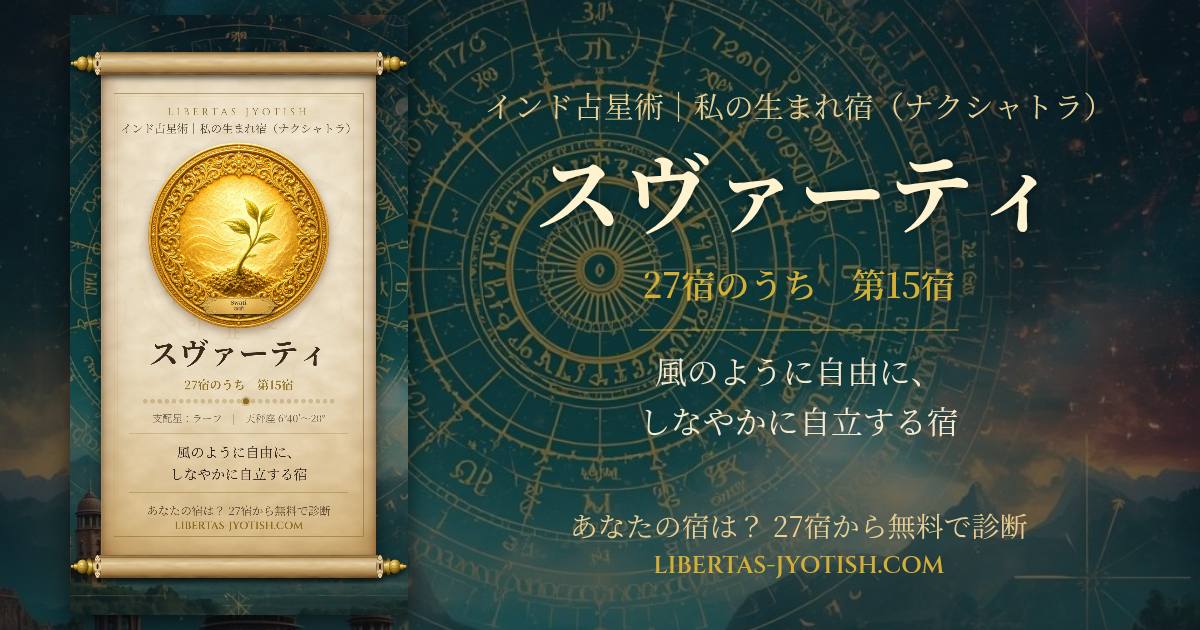 LIBERTAS JYOTISH
インド占星術｜私の生まれ宿（ナクシャトラ）
Swati
スヴァーティ
27宿のうち　第15宿
支配星：ラーフ ｜ 天秤座 6°40′〜20°
風のように自由に、
しなやかに自立する宿
あなたの宿は？ 27宿から無料で診断
LIBERTAS-JYOTISH.COM
インド占星術｜私の生まれ宿（ナクシャトラ）
スヴァーティ
27宿のうち　第15宿
風のように自由に、
しなやかに自立する宿
あなたの宿は？ 27宿から無料で診断
LIBERTAS-JYOTISH.COM